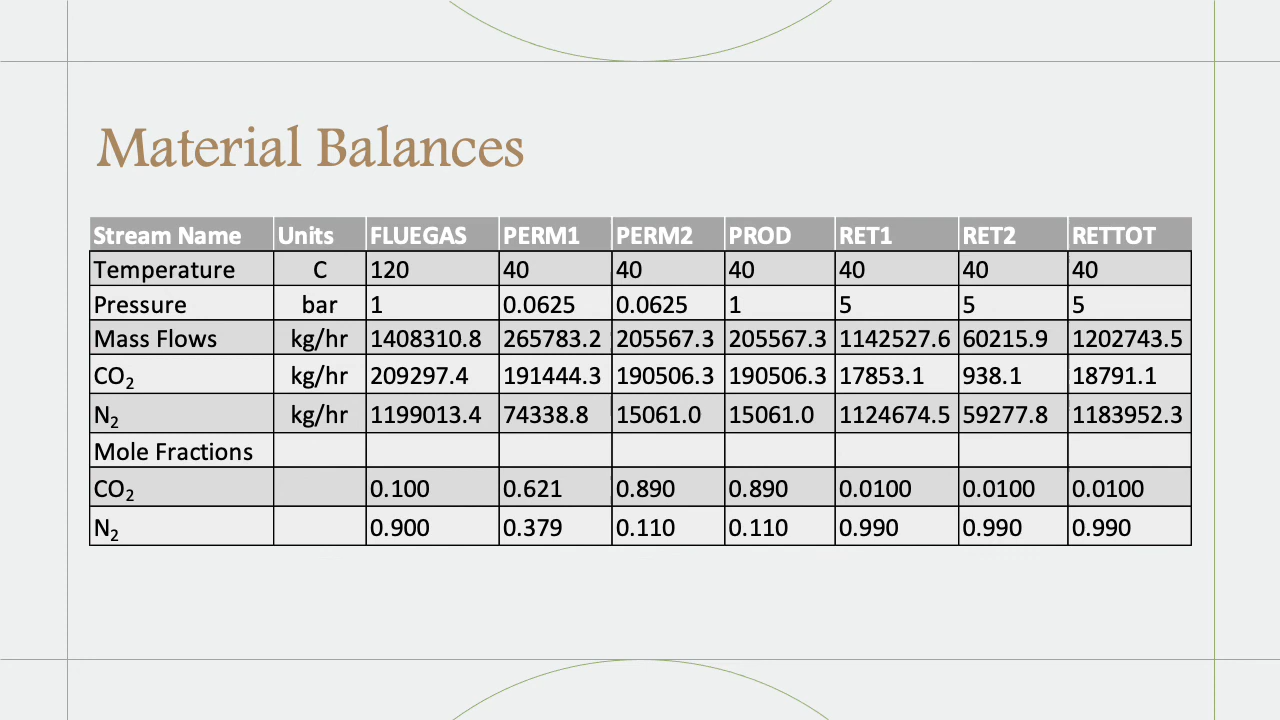 Material Balances
Stream Name Units FLUEGAS PERM1 PERM2 PROD RET1 RET2 RETTOT
Temperature C 120 40 40 40 40 40 40
Pressure bar 1 0.0625 0.0625 1 5 5 5
Mass Flows kg/hr 1408310.8 265783.2 205567.3 205567.3 1142527.6 60215.9 1202743.5
CO₂ kg/hr 209297.4 191444.3 190506.3 190506.3 17853.1 938.1 18791.1
N₂ kg/hr 1199013.4 74338.8 15061.0 15061.0 1124674.5 59277.8 1183952.3
Mole Fractions
CO₂ 0.100 0.621 0.890 0.890 0.0100 0.0100 0.0100
N₂ 0.900 0.379 0.110 0.110 0.990 0.990 0.990